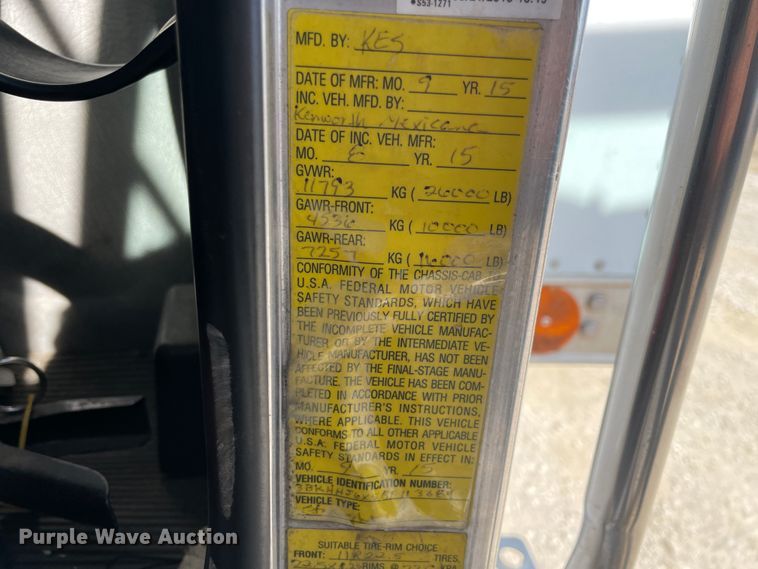 ●S53-1271
MFD. BY: KES
DATE OF MFR: MO. 9 YR. 15
INC. VEH. MFD. BY:
Kenworth Mexicana
DATE OF INC. VEH. MFR:
MO. YR. 15
GVWR:
11793 KG ( 26000 LB)
GAWR-FRONT:
4536 KG ( 10000 LB)
GAWR-REAR:
7257 KG ( 16000 LB)
CONFORMITY OF THE CHASSIS-CAB
U.S.A. FEDERAL MOTOR VEHICLE
SAFETY STANDARDS, WHICH HAVE
BEEN PREVIOUSLY FULLY CERTIFIED BY
THE INCOMPLETE VEHICLE MANUFAC-
TURER OR BY THE INTERMEDIATE VE-
HICLE MANUFACTURER, HAS NOT BEEN
AFFECTED BY THE FINAL-STAGE MANU-
FACTURE. THE VEHICLE HAS BEEN COM-
PLETED IN ACCORDANCE WITH PRIOR
MANUFACTURER'S INSTRUCTIONS,
WHERE APPLICABLE. THIS VEHICLE
CONFORMS TO ALL OTHER APPLICABLE
U.S.A. FEDERAL MOTOR VEHICLE
SAFETY STANDARDS IN EFFECT IN:
MO. 9 YR. 15
VEHICLE IDENTIFICATION NUMBER:
VEHICLE TYPE:
SUITABLE TIRE-RIM CHOICE
FRONT: 11R22.5 TIRES,
RIMS @ KPA
Purple Wave Auction®